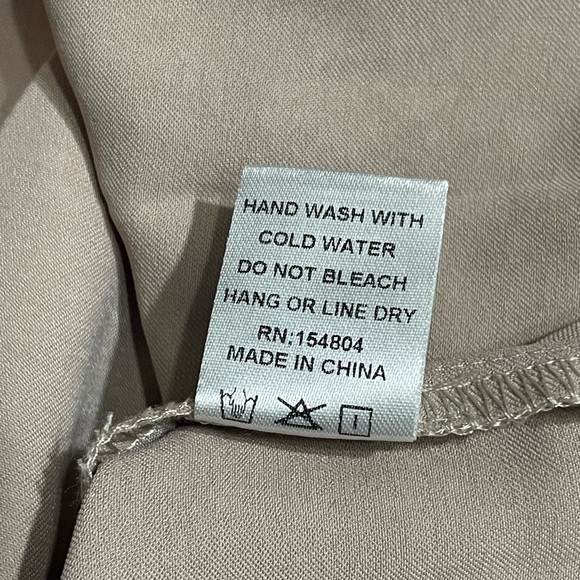 HAND WASH WITH
COLD WATER
DO NOT BLEACH
HANG OR LINE DRY
RN:154804
MADE IN CHINA